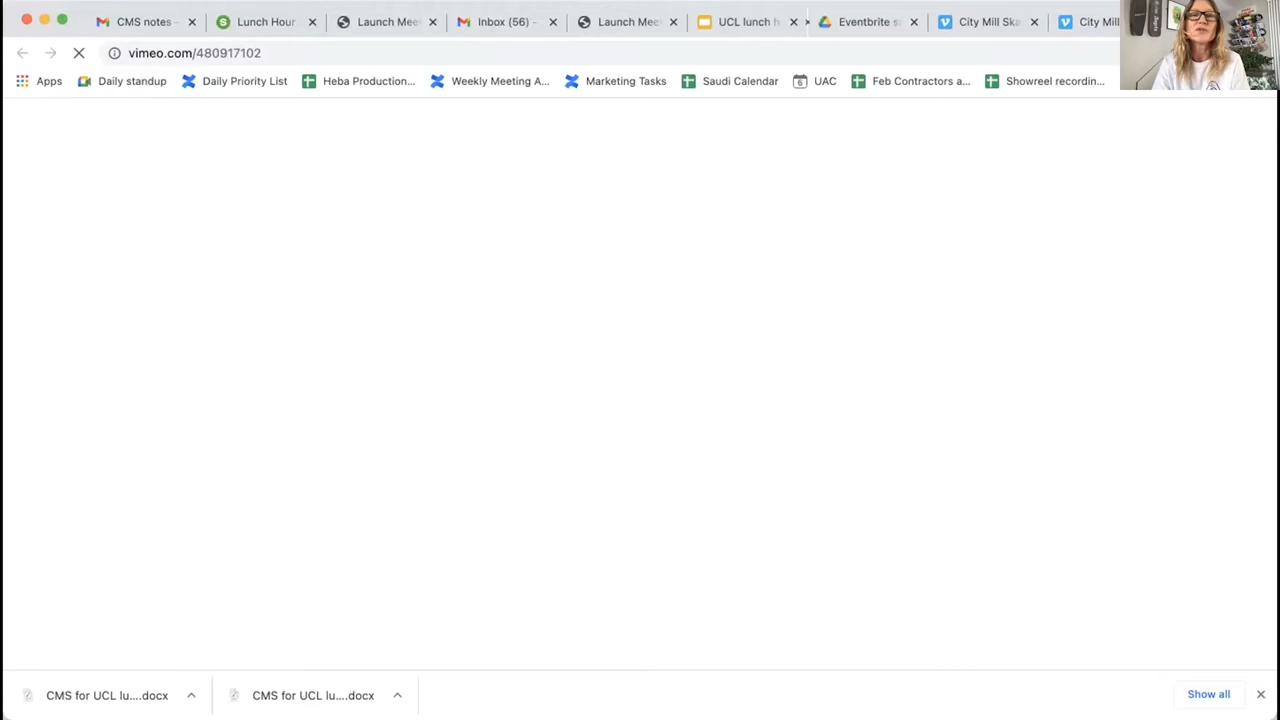 CMS notes –
Lunch Hour
Launch Mee
Inbox (56) –
Launch Mee
UCL lunch h
Eventbrite s
City Mill Ska
City Mill
vimeo.com/480917102
Apps
Daily standup
Daily Priority List
Heba Production...
Weekly Meeting A...
Marketing Tasks
Saudi Calendar
UAC
Feb Contractors a...
Showreel recordin...
CMS for UCL lu....docx
CMS for UCL lu....docx
Show all